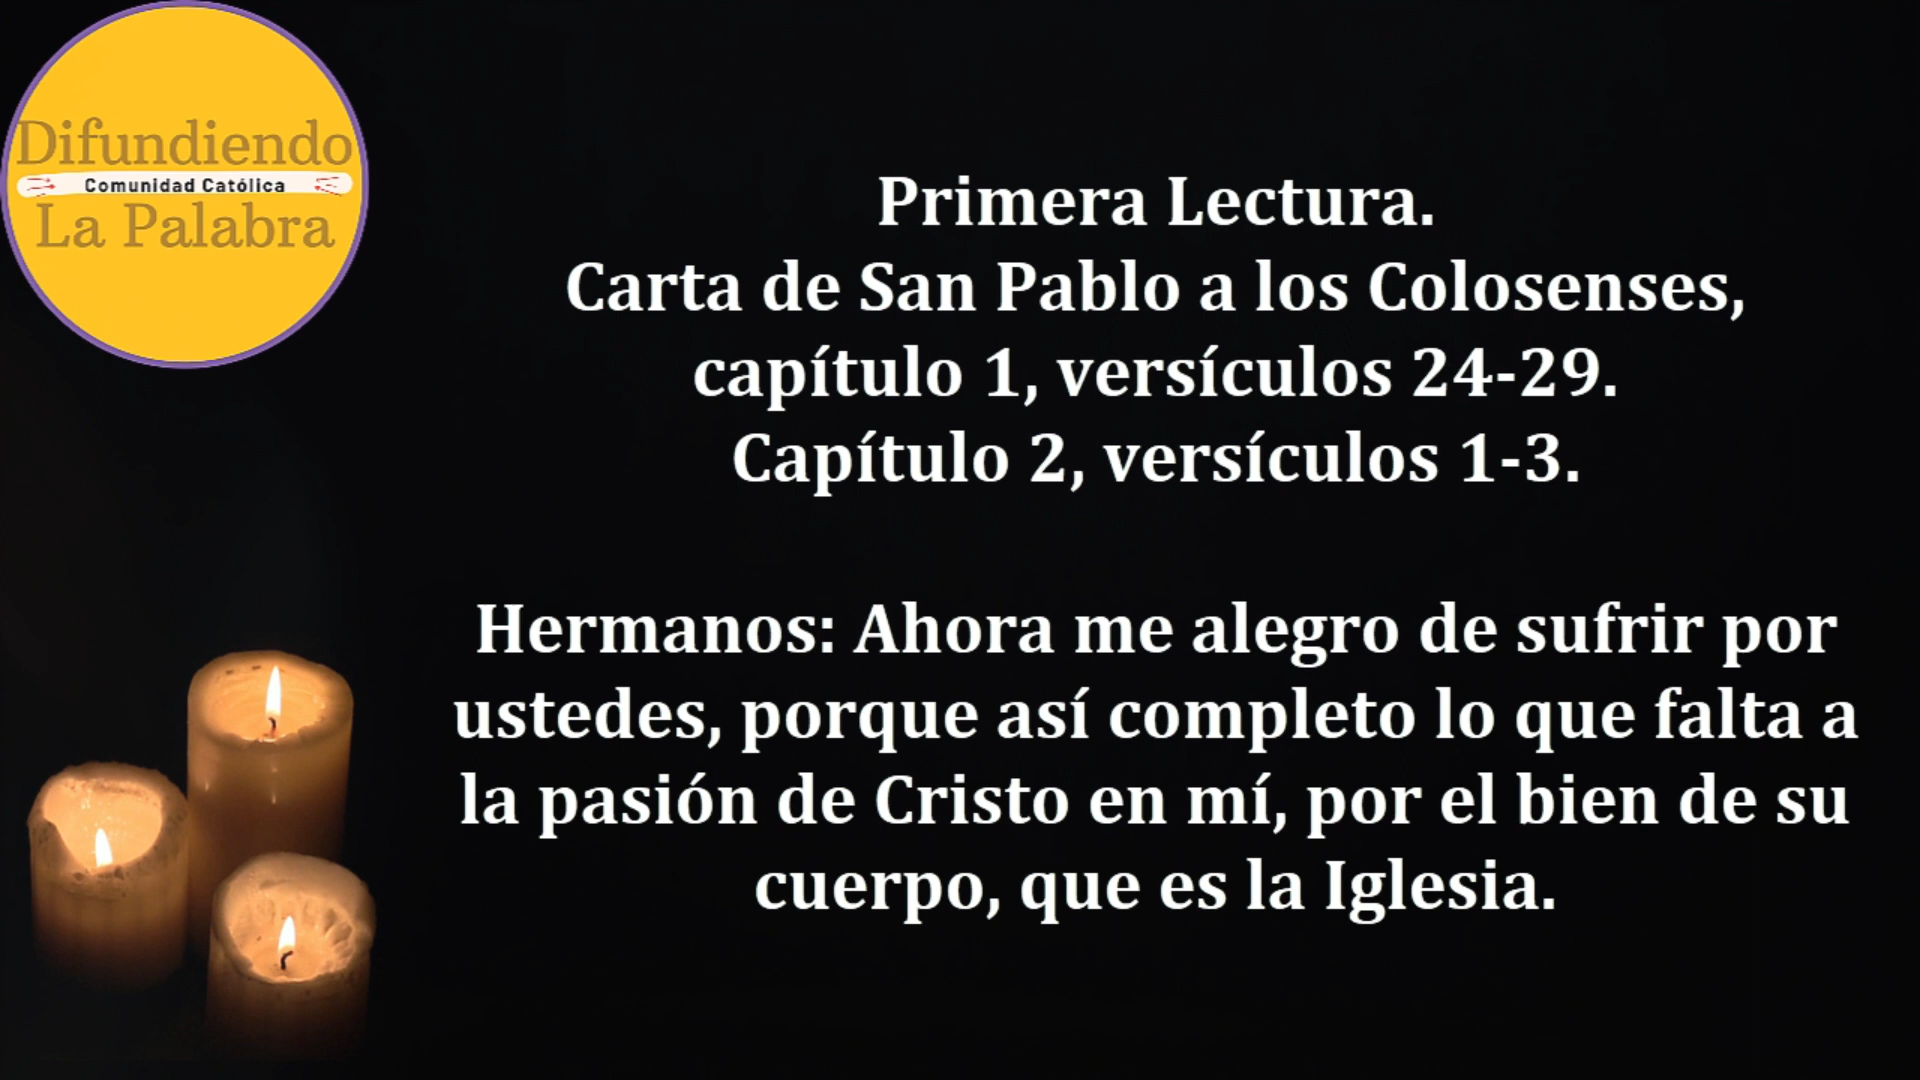 Difundiendo
Comunidad Católica
La Palabra
Primera Lectura.
Carta de San Pablo a los Colosenses,
capítulo 1, versículos 24-29.
Capítulo 2, versículos 1-3.
Hermanos: Ahora me alegro de sufrir por
ustedes, porque así completo lo que falta a
la pasión de Cristo en mí, por el bien de su
cuerpo, que es la Iglesia.